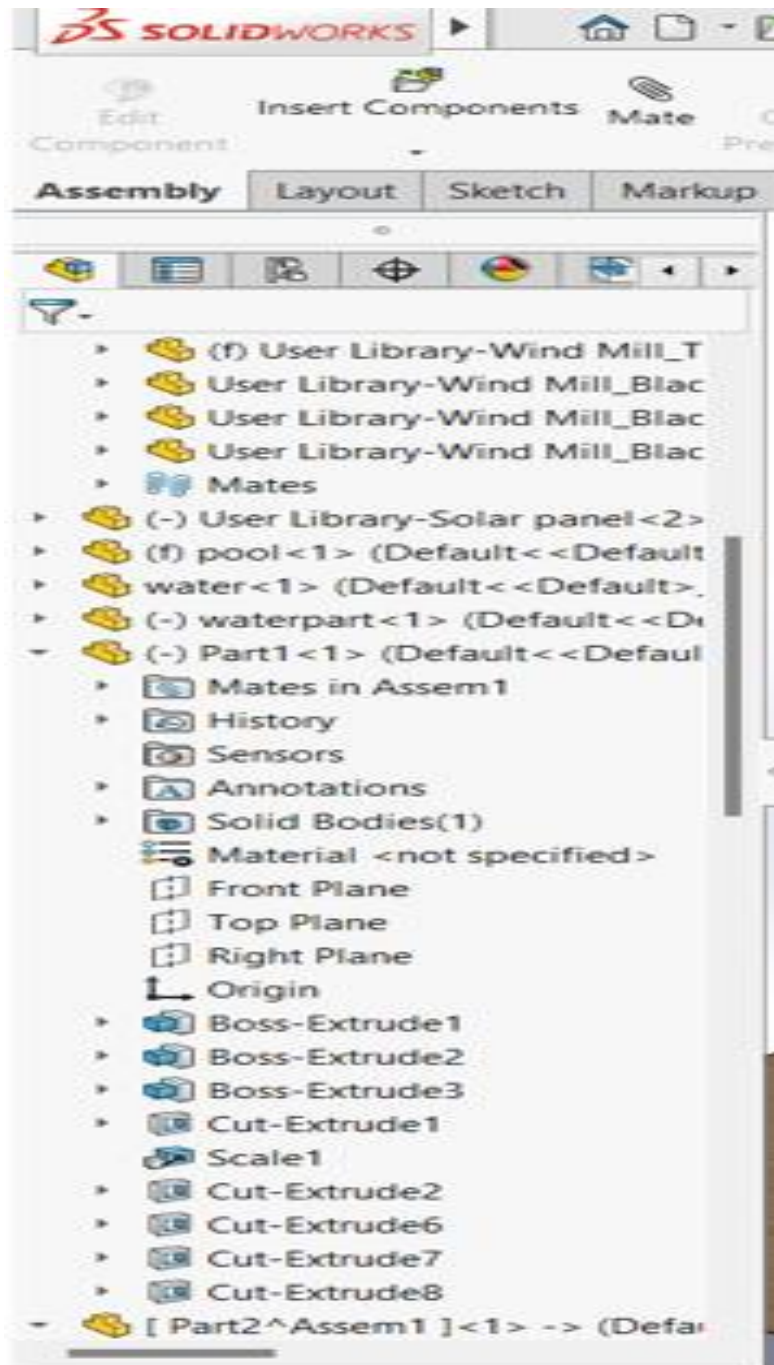 SOLIDWORKS
Edit Component
Insert Components
Mate
Pre
Assembly Layout Sketch Markup
(f) User Library-Wind Mill_T
User Library-Wind Mill_Blac
User Library-Wind Mill_Blac
User Library-Wind Mill_Blac
Mates
(-) User Library-Solar panel<2>
(f) pool<1> (Default<<Default
water<1> (Default<<Default>_
(-) waterpart<1> (Default<<De
(-) Part1<1> (Default<<Defaul
Mates in Assem1
History
Sensors
Annotations
Solid Bodies(1)
Material <not specified>
Front Plane
Top Plane
Right Plane
Origin
Boss-Extrude1
Boss-Extrude2
Boss-Extrude3
Cut-Extrude1
Scale1
Cut-Extrude2
Cut-Extrude6
Cut-Extrude7
Cut-Extrude8
[ Part2^Assem1 ]<1> -> (Defau